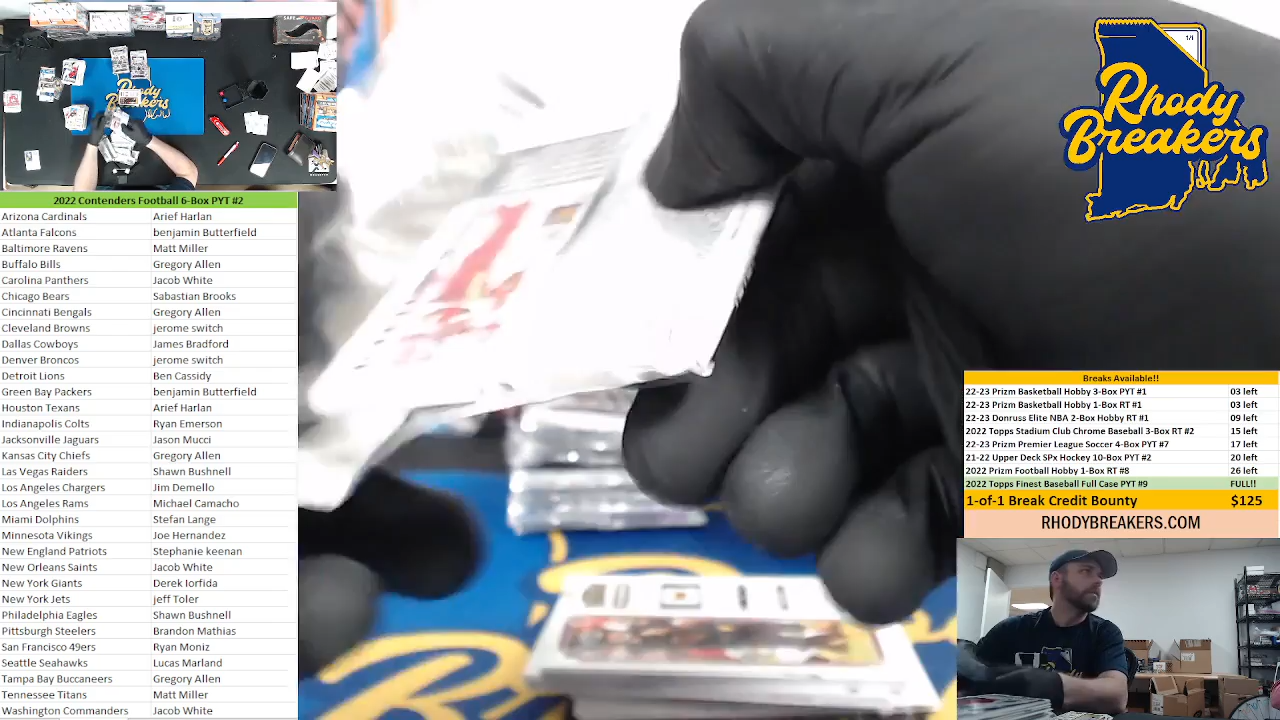 2022 Contenders Football 6-Box PYT #2
Arizona Cardinals Arief Harlan
Atlanta Falcons benjamin Butterfield
Baltimore Ravens Matt Miller
Buffalo Bills Gregory Allen
Carolina Panthers Jacob White
Chicago Bears Sabastian Brooks
Cincinnati Bengals Gregory Allen
Cleveland Browns jerome switch
Dallas Cowboys James Bradford
Denver Broncos jerome switch
Detroit Lions Ben Cassidy
Green Bay Packers benjamin Butterfield
Houston Texans Arief Harlan
Indianapolis Colts Ryan Emerson
Jacksonville Jaguars Jason Mucci
Kansas City Chiefs Gregory Allen
Las Vegas Raiders Shawn Bushnell
Los Angeles Chargers Jim Demello
Los Angeles Rams Michael Camacho
Miami Dolphins Stefan Lange
Minnesota Vikings Joe Hernandez
New England Patriots Stephanie keenan
New Orleans Saints Jacob White
New York Giants Derek Iorfida
New York Jets jeff Toler
Philadelphia Eagles Shawn Bushnell
Pittsburgh Steelers Brandon Mathias
San Francisco 49ers Ryan Moniz
Seattle Seahawks Lucas Marland
Tampa Bay Buccaneers Gregory Allen
Tennessee Titans Matt Miller
Washington Commanders Jacob White
Rhody
Breakers
1/1
Rhody
Breakers
Breaks Available!!
22-23 Prizm Basketball Hobby 3-Box PYT #1 03 left
22-23 Prizm Basketball Hobby 1-Box RT #1 03 left
22-23 Donruss Elite NBA 2-Box Hobby RT #1 09 left
2022 Topps Stadium Club Chrome Baseball 3-Box RT #2 15 left
22-23 Prizm Premier League Soccer 4-Box PYT #7 17 left
21-22 Upper Deck SPx Hockey 10-Box PYT #2 20 left
2022 Prizm Football Hobby 1-Box RT #8 26 left
2022 Topps Finest Baseball Full Case PYT #9 FULL!!
1-of-1 Break Credit Bounty $125
RHODYBREAKERS.COM